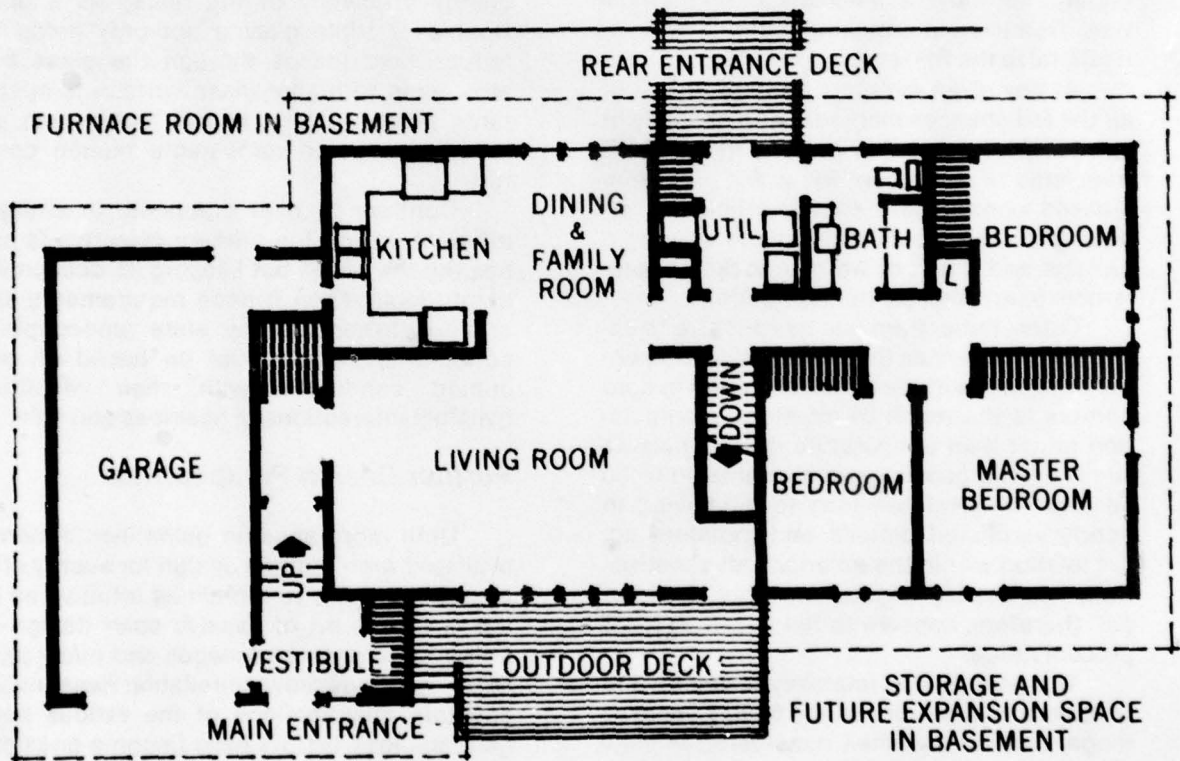 REAR ENTRANCE DECK
FURNACE ROOM IN BASEMENT
DINING
&
FAMILY
ROOM
KITCHEN
UTIL
BATH
BEDROOM
DOWN
GARAGE
LIVING ROOM
BEDROOM
MASTER
BEDROOM
UP
VESTIBULE
OUTDOOR DECK
MAIN ENTRANCE
STORAGE AND
FUTURE EXPANSION SPACE
IN BASEMENT